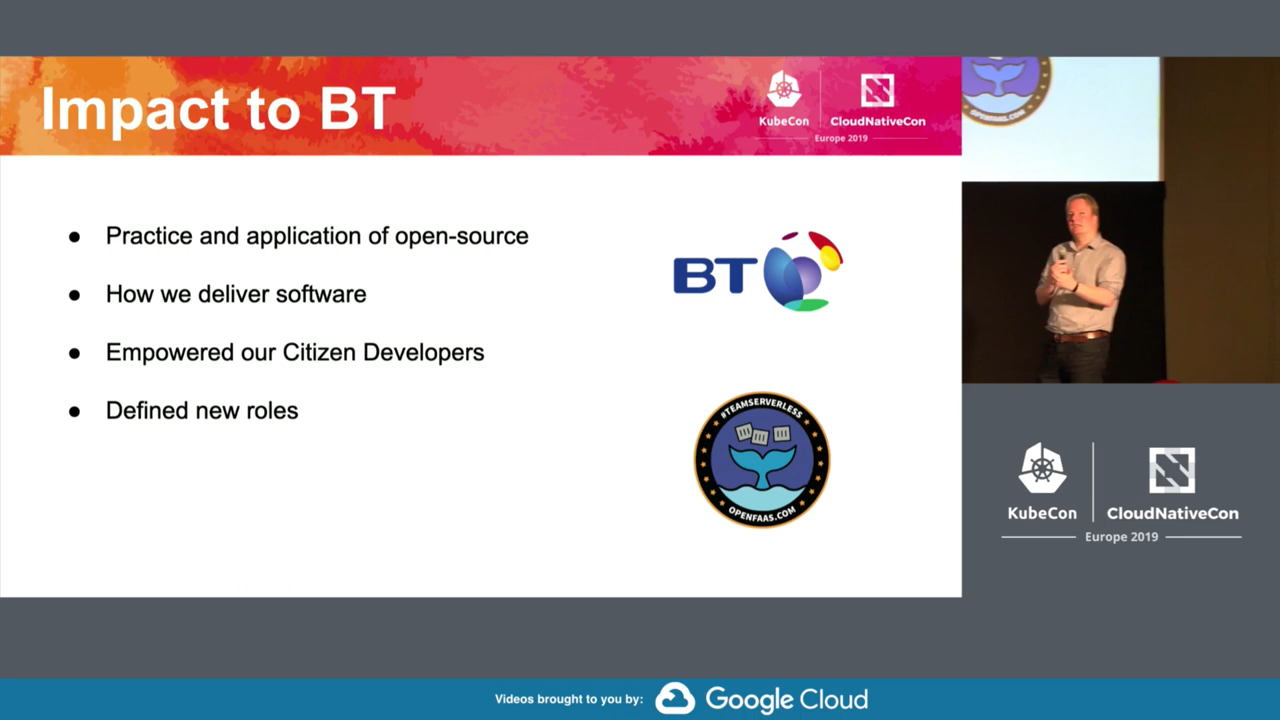 Impact to BT
KubeCon
CloudNativeCon
Europe 2019
● Practice and application of open-source
● How we deliver software
● Empowered our Citizen Developers
● Defined new roles
BT
#TEAMSERVERLESS
OPENFAAS.COM
OPENFAAS.COM
KubeCon
CloudNativeCon
Europe 2019
Videos brought to you by: Google Cloud